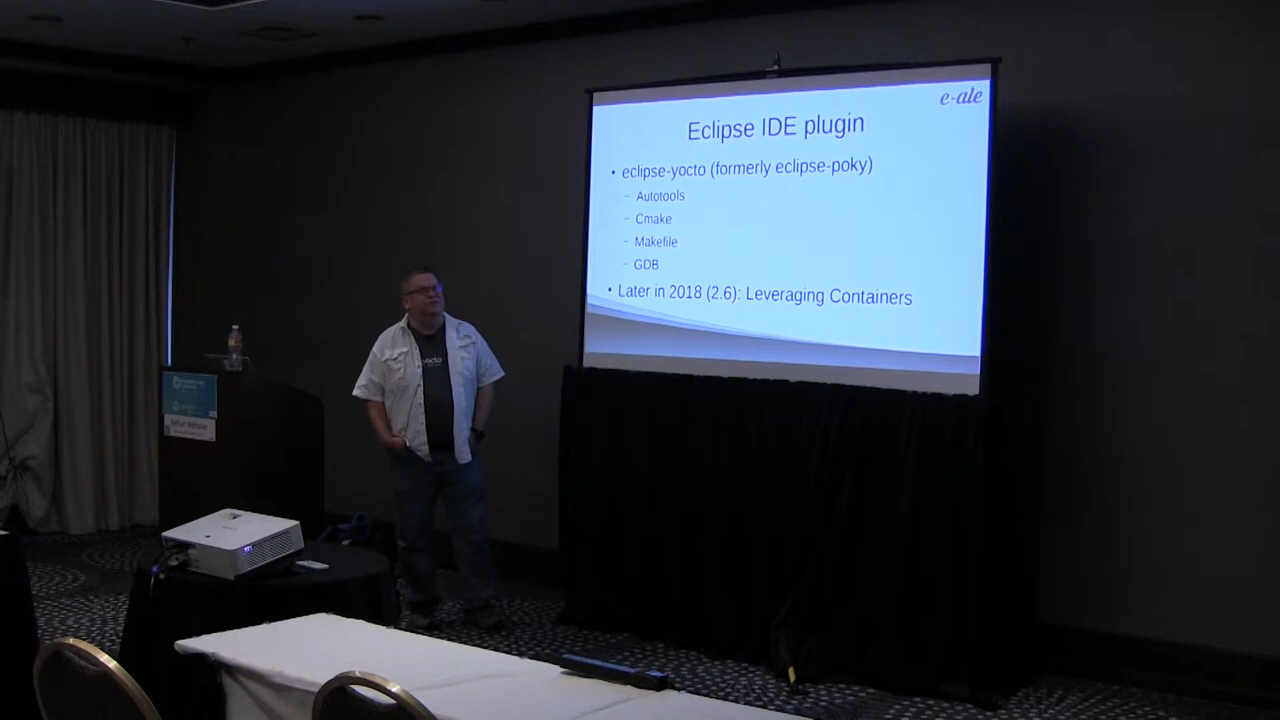 e-ale
Eclipse IDE plugin
• eclipse-yocto (formerly eclipse-poky)
– Autotools
– Cmake
– Makefile
– GDB
• Later in 2018 (2.6): Leveraging Containers
yocto